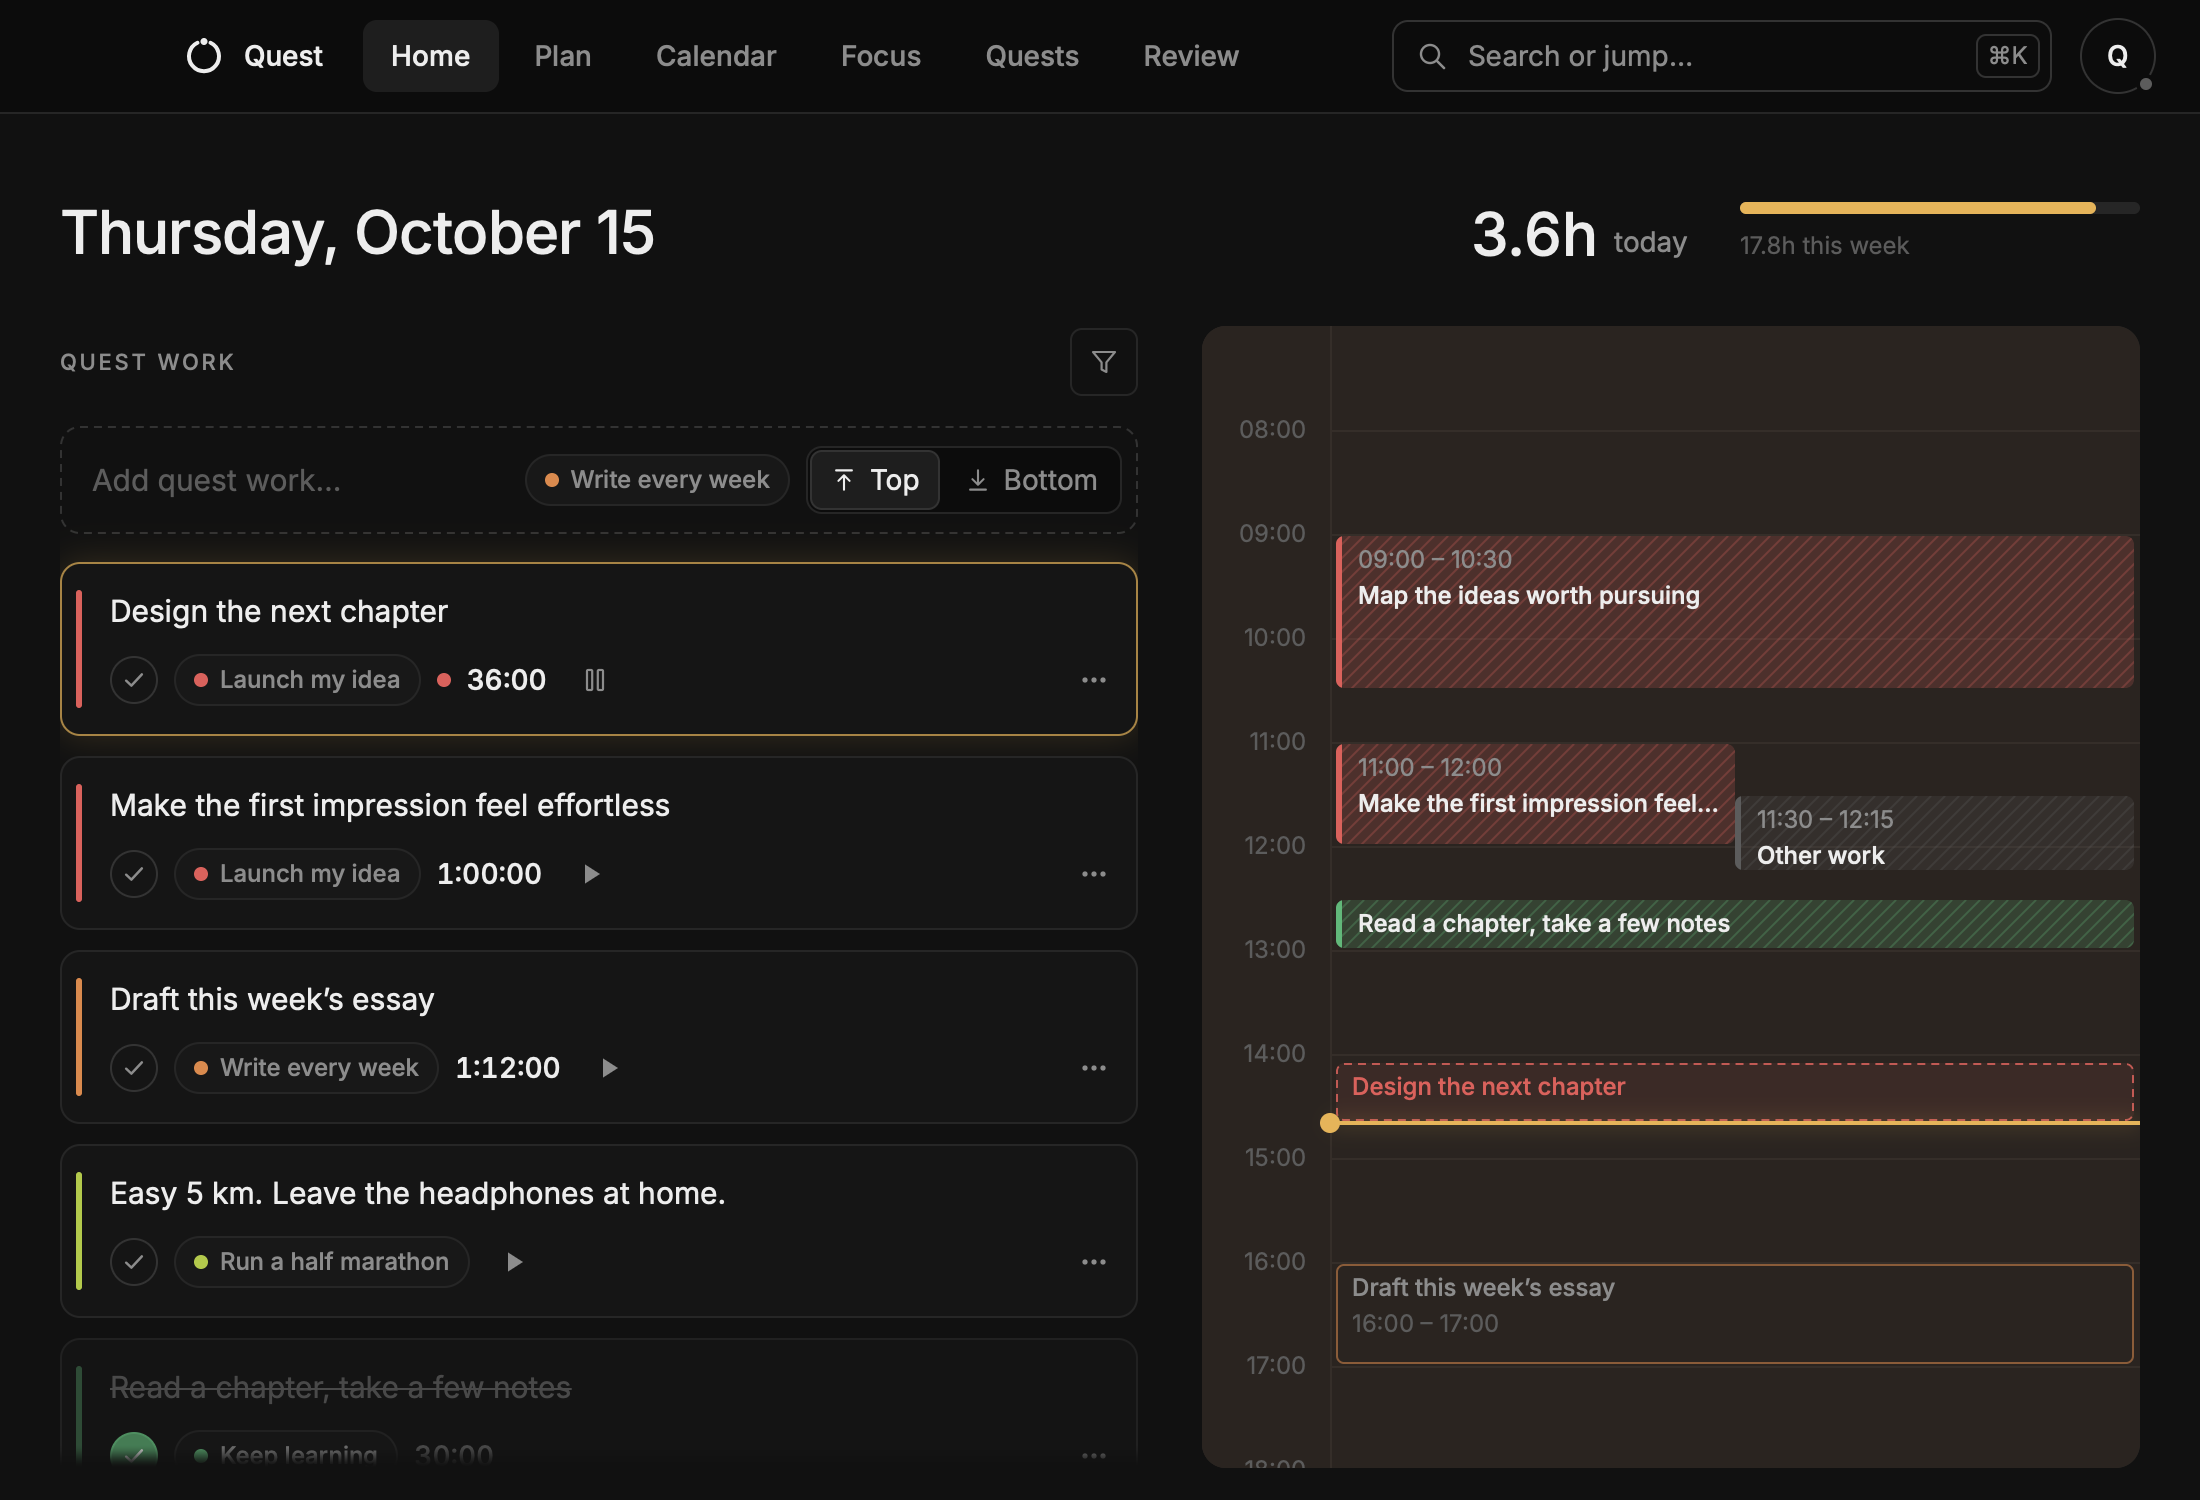 Quest
Home
Plan
Calendar
Focus
Quests
Review
Search or jump...
⌘K
Q
Thursday, October 15
3.6h today
17.8h this week
QUEST WORK
Add quest work...
Write every week
Top
Bottom
Design the next chapter
Launch my idea
36:00
Make the first impression feel effortless
Launch my idea
1:00:00
Draft this week’s essay
Write every week
1:12:00
Easy 5 km. Leave the headphones at home.
Run a half marathon
Read a chapter, take a few notes
Keep learning
30:00
08:00
09:00
09:00 – 10:30
Map the ideas worth pursuing
10:00
11:00
11:00 – 12:00
Make the first impression feel...
11:30 – 12:15
Other work
12:00
Read a chapter, take a few notes
13:00
14:00
Design the next chapter
15:00
16:00
Draft this week’s essay
16:00 – 17:00
17:00
18:00